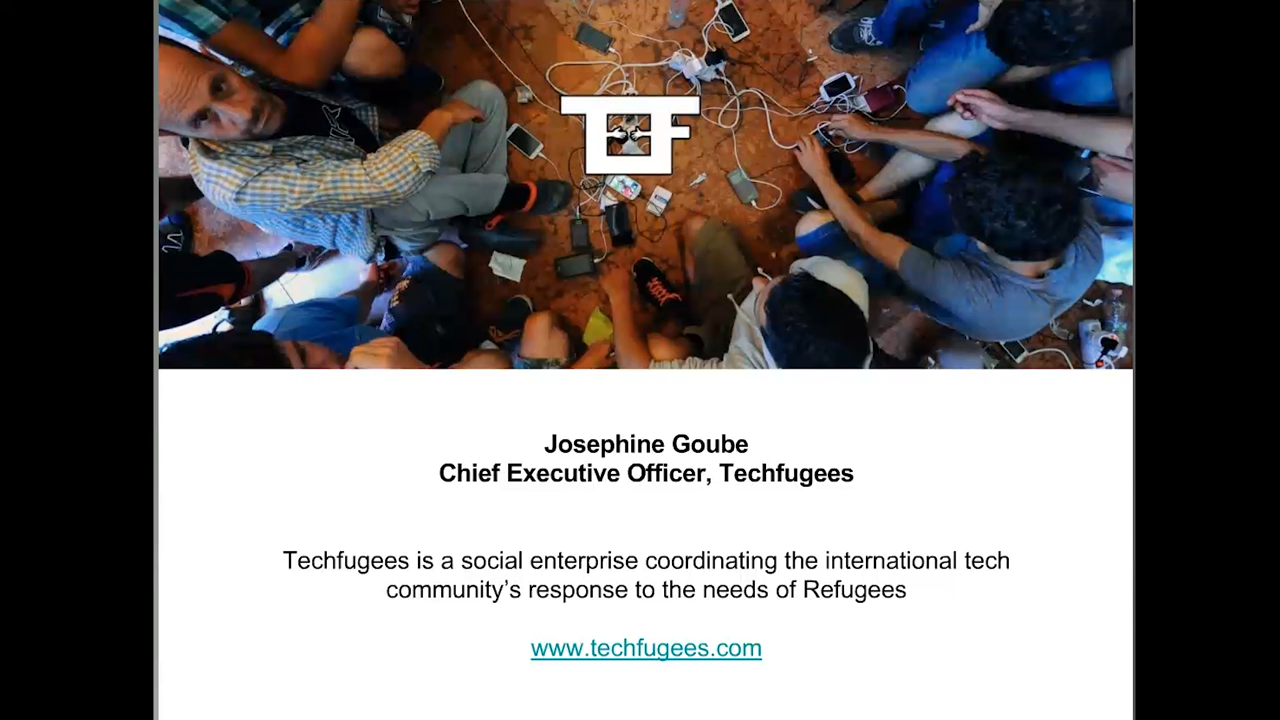 TF
Josephine Goube
Chief Executive Officer, Techfugees
Techfugees is a social enterprise coordinating the international tech
community’s response to the needs of Refugees
www.techfugees.com